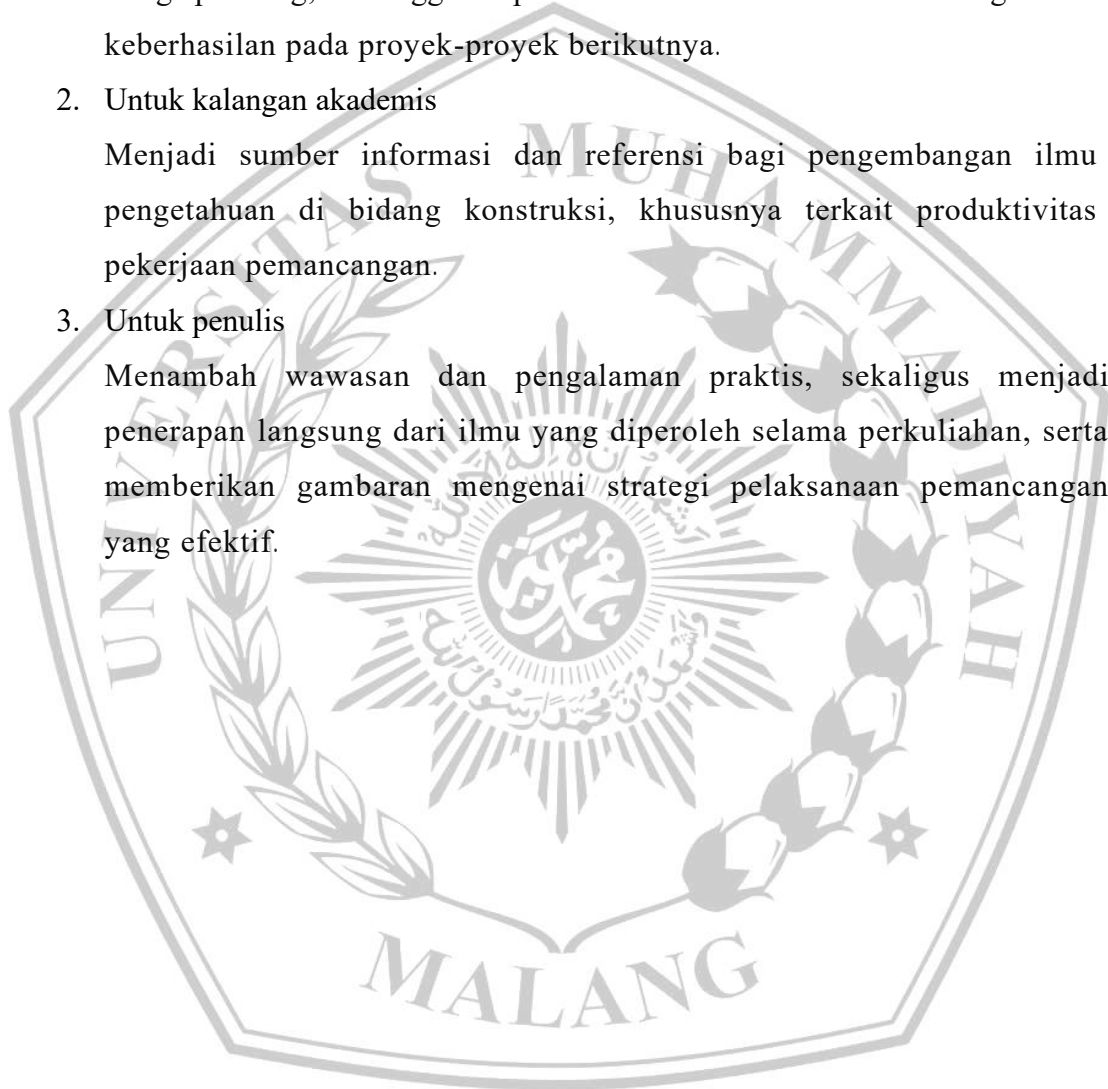 keberhasilan pada proyek-proyek berikutnya.
2. Untuk kalangan akademis
Menjadi sumber informasi dan referensi bagi pengembangan ilmu
pengetahuan di bidang konstruksi, khususnya terkait produktivitas
pekerjaan pemancangan.
3. Untuk penulis
Menambah wawasan dan pengalaman praktis, sekaligus menjadi
penerapan langsung dari ilmu yang diperoleh selama perkuliahan, serta
memberikan gambaran mengenai strategi pelaksanaan pemancangan
yang efektif.
UNIVERSITAS MUHAMMADIYAH
MALANG